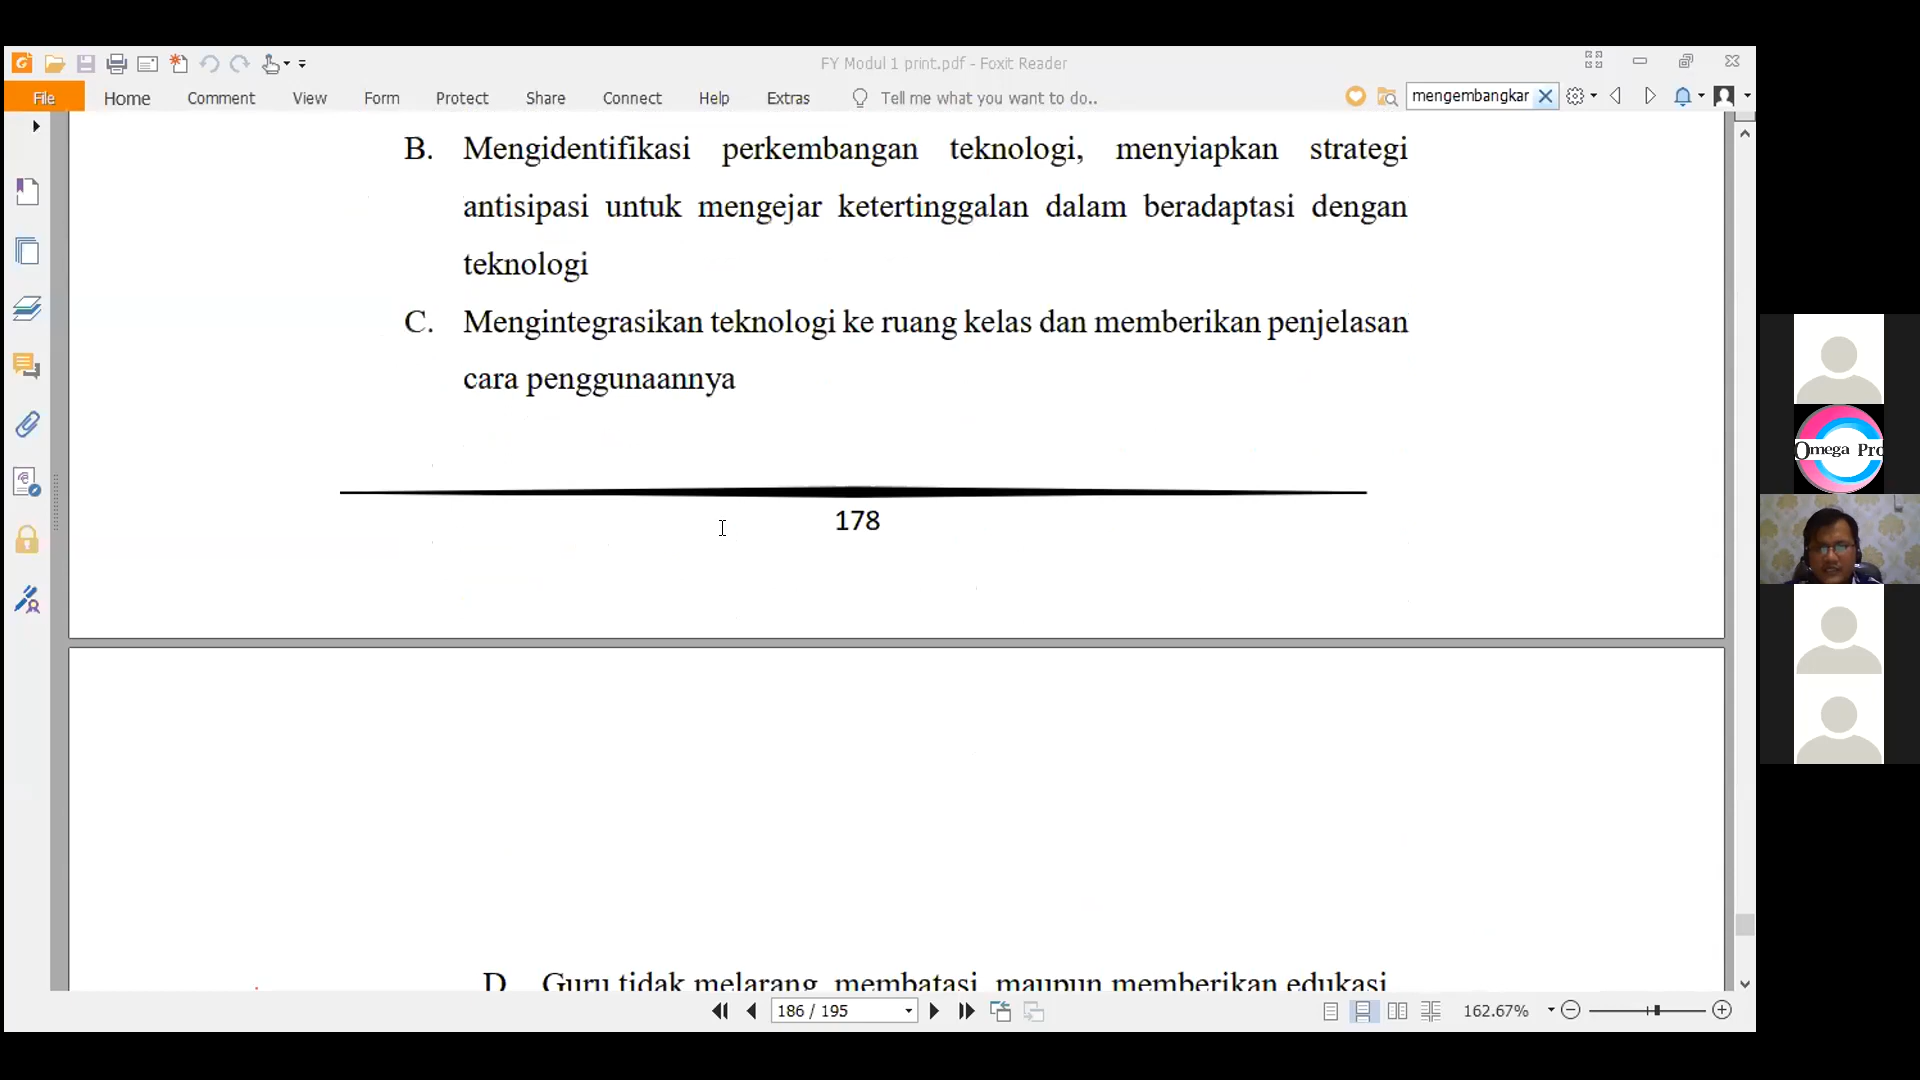 FY Modul 1 print.pdf - Foxit Reader
File Home Comment View Form Protect Share Connect Help Extras Tell me what you want to do.. mengembangkar
B. Mengidentifikasi perkembangan teknologi, menyiapkan strategi
antisipasi untuk mengejar ketertinggalan dalam beradaptasi dengan
teknologi
C. Mengintegrasikan teknologi ke ruang kelas dan memberikan penjelasan
cara penggunaannya
Omega Pro
178
D Guru tidak melarang, membatasi, maupun memberikan edukasi
186 / 195 162.67%